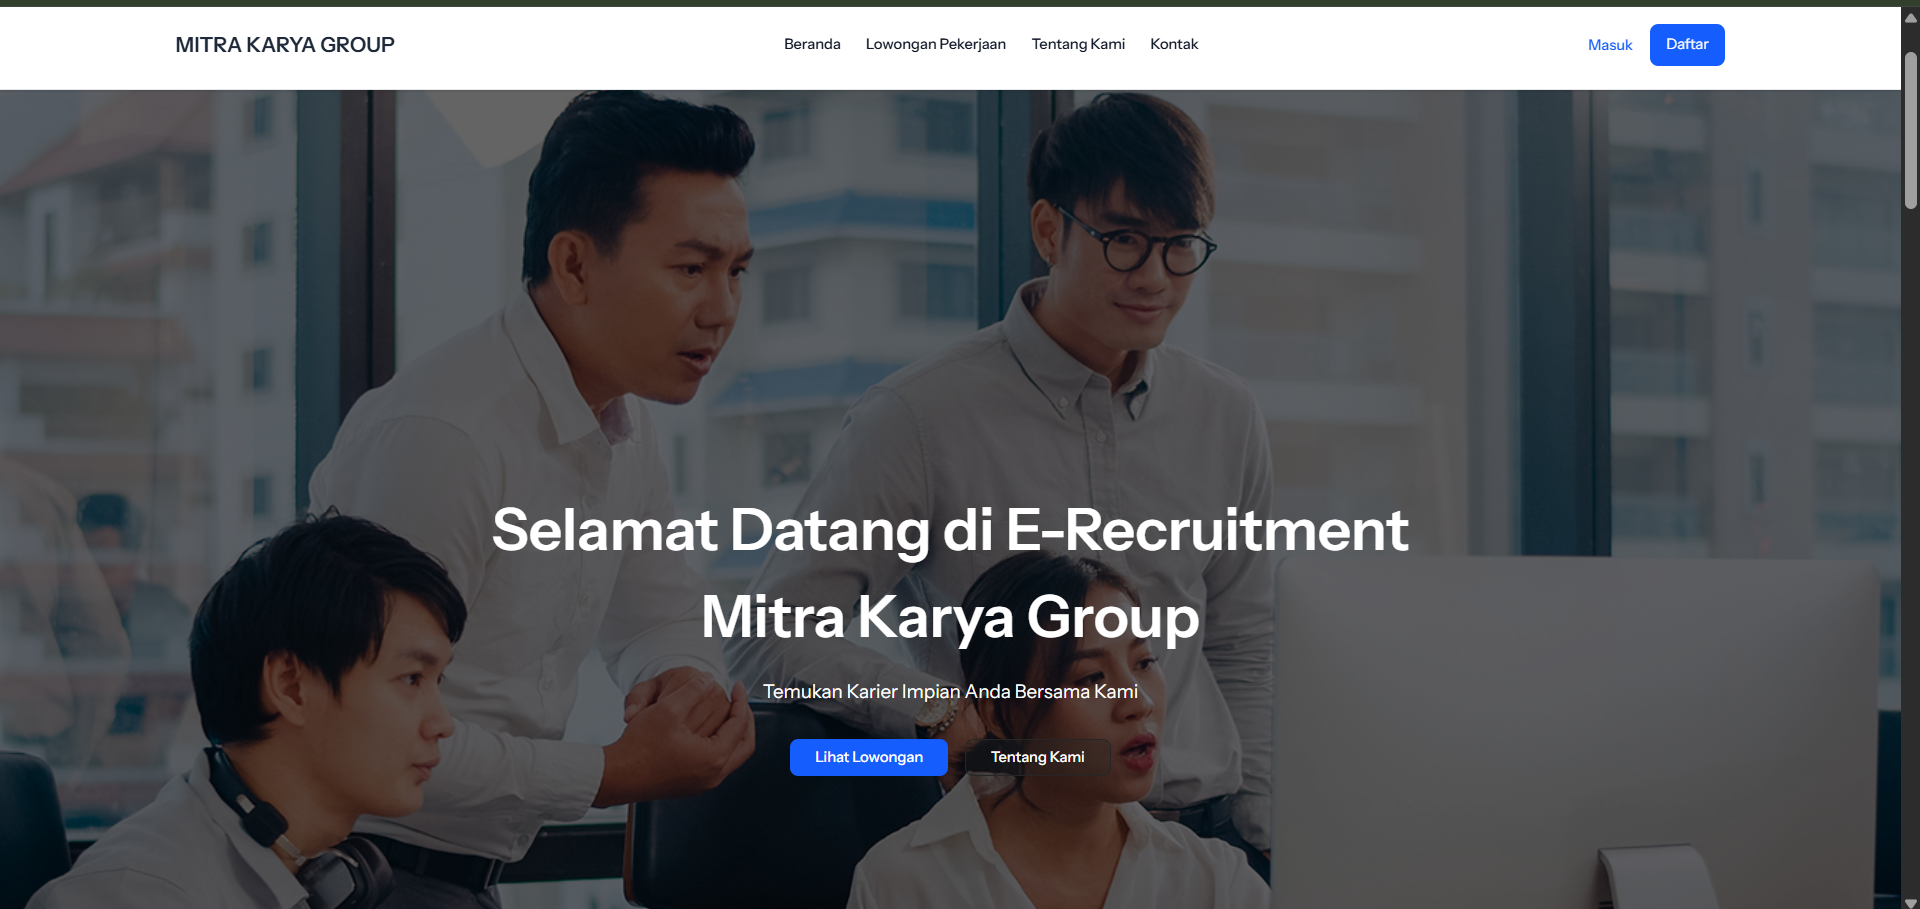 MITRA KARYA GROUP
Beranda
Lowongan Pekerjaan
Tentang Kami
Kontak
Masuk
Daftar
Selamat Datang di E-Recruitment
Mitra Karya Group
Temukan Karier Impian Anda Bersama Kami
Lihat Lowongan
Tentang Kami